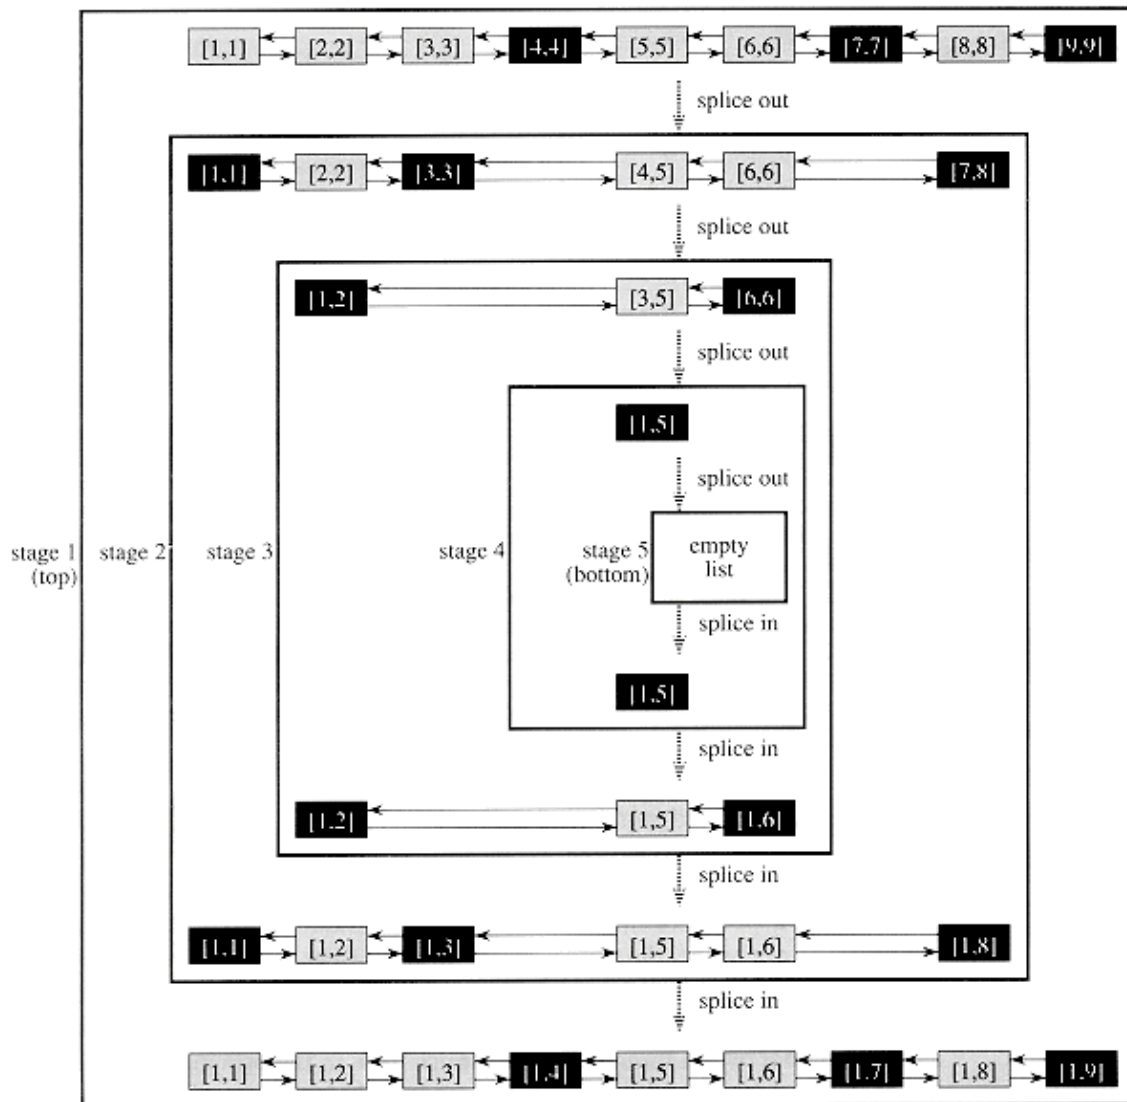 [1,1] [2,2] [3,3] [4,4] [5,5] [6,6] [7,7] [8,8] [9,9]
splice out
[1,1] [2,2] [3,3] [4,5] [6,6] [7,8]
splice out
[1,2] [3,5] [6,6]
splice out
[1,5]
splice out
stage 1
(top)
stage 2
stage 3
stage 4
stage 5
(bottom)
empty
list
splice in
[1,5]
splice in
[1,2] [1,5] [1,6]
splice in
[1,1] [1,2] [1,3] [1,5] [1,6] [1,8]
splice in
[1,1] [1,2] [1,3] [1,4] [1,5] [1,6] [1,7] [1,8] [1,9]